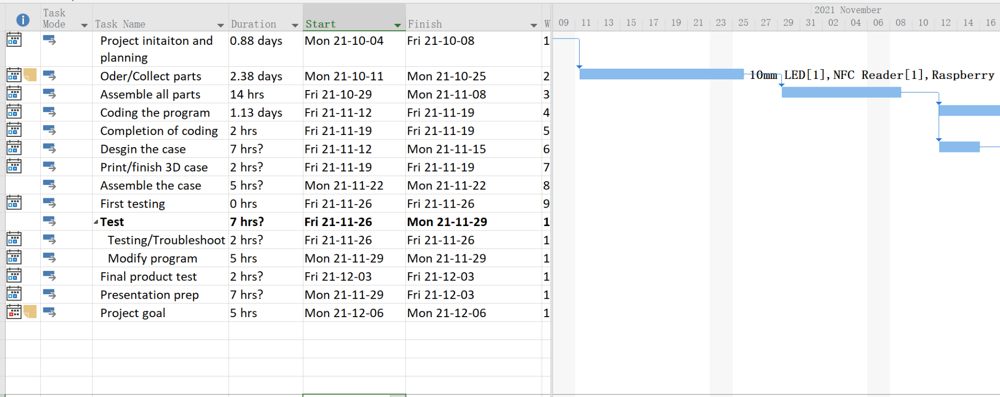 2021 November
Task Mode Task Name Duration Start Finish W 09 11 13 15 17 19 21 23 25 27 29 31 02 04 06 08 10 12 14 16
Project initaiton and planning 0.88 days Mon 21-10-04 Fri 21-10-08 1
Oder/Collect parts 2.38 days Mon 21-10-11 Mon 21-10-25 2 10mm LED[1],NFC Reader[1],Raspberry
Assemble all parts 14 hrs Fri 21-10-29 Mon 21-11-08 3
Coding the program 1.13 days Fri 21-11-12 Fri 21-11-19 4
Completion of coding 2 hrs Fri 21-11-19 Fri 21-11-19 5
Desgin the case 7 hrs? Fri 21-11-12 Mon 21-11-15 6
Print/finish 3D case 2 hrs? Fri 21-11-19 Fri 21-11-19 7
Assemble the case 5 hrs? Mon 21-11-22 Mon 21-11-22 8
First testing 0 hrs Fri 21-11-26 Fri 21-11-26 9
Test 7 hrs? Fri 21-11-26 Mon 21-11-29 1
Testing/Troubleshoot 2 hrs? Fri 21-11-26 Fri 21-11-26 1
Modify program 5 hrs Mon 21-11-29 Mon 21-11-29 1
Final product test 2 hrs? Fri 21-12-03 Fri 21-12-03 1
Presentation prep 7 hrs? Mon 21-11-29 Fri 21-12-03 1
Project goal 5 hrs Mon 21-12-06 Mon 21-12-06 1